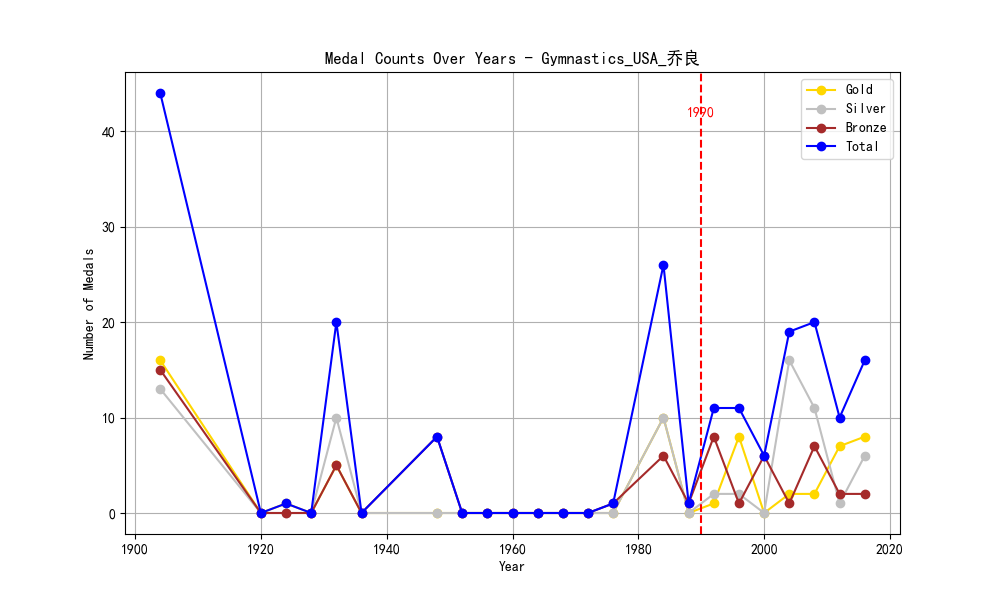 Medal Counts Over Years - Gymnastics_USA_乔良
1990
Gold
Silver
Bronze
Total
40
30
20
10
0
Number of Medals
1900 1920 1940 1960 1980 2000 2020
Year